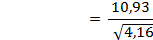 = 10,93 / √4,16